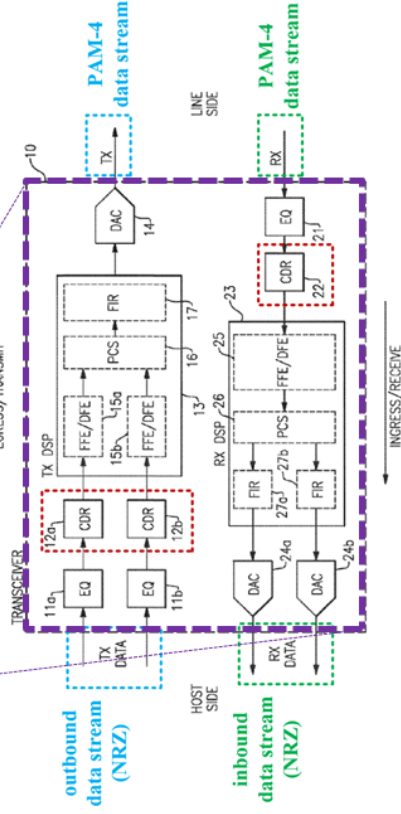 EGRESS/TRANSMIT
outbound
data stream
(NRZ)
HOST
SIDE
TRANSCEIVER
10
TX
DATA
11a
EQ
11b
EQ
12a
CDR
12b
CDR
TX DSP
13
15a
FFE/DFE
15b
FFE/DFE
PCS
16
FIR
17
DAC
14
TX
LINE
SIDE
PAM-4
data stream
inbound
data stream
(NRZ)
RX
DATA
DAC
24a
DAC
24b
RX DSP
23
FIR
27a
FIR
27b
PCS
26
FFE/DFE
25
CDR
22
EQ
21
RX
PAM-4
data stream
INGRESS/RECEIVE